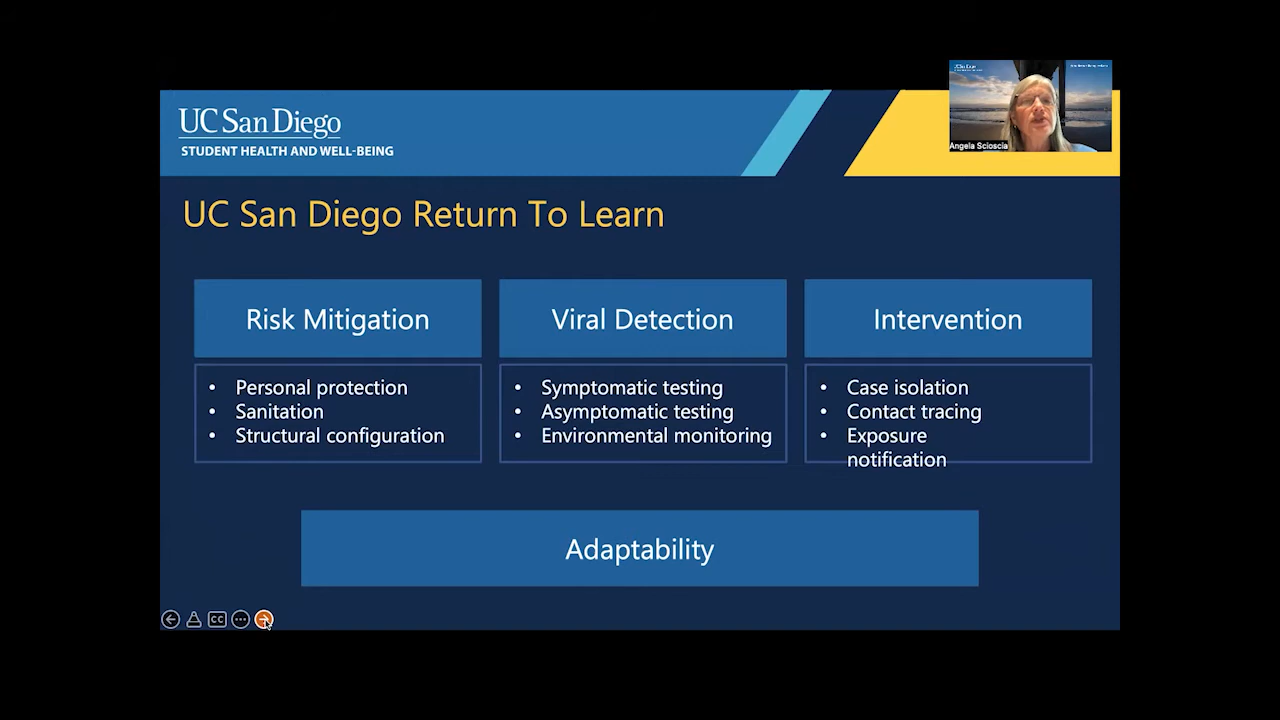 UC San Diego
STUDENT HEALTH AND WELL-BEING
Angela Scioscia
UC San Diego Return To Learn
Risk Mitigation
• Personal protection
• Sanitation
• Structural configuration
Viral Detection
• Symptomatic testing
• Asymptomatic testing
• Environmental monitoring
Intervention
• Case isolation
• Contact tracing
• Exposure
notification
Adaptability
CC